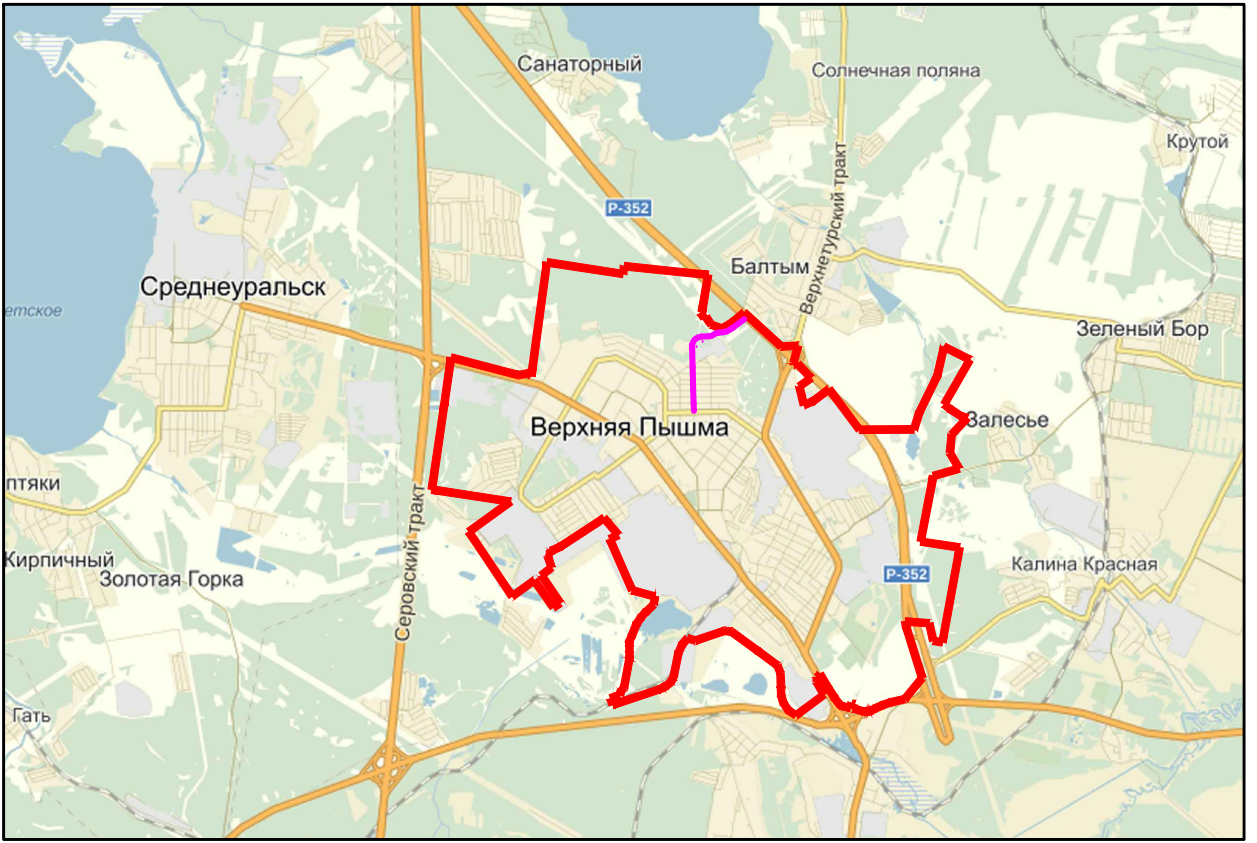 Санаторный
Солнечная поляна
Крутой
Р-352
Верхнетурский тракт
Балтым
Среднеуральск
етское
Зеленый Бор
Верхняя Пышма
Залесье
птяки
Серовский тракт
Кирпичный
Золотая Горка
Р-352
Калина Красная
Гать